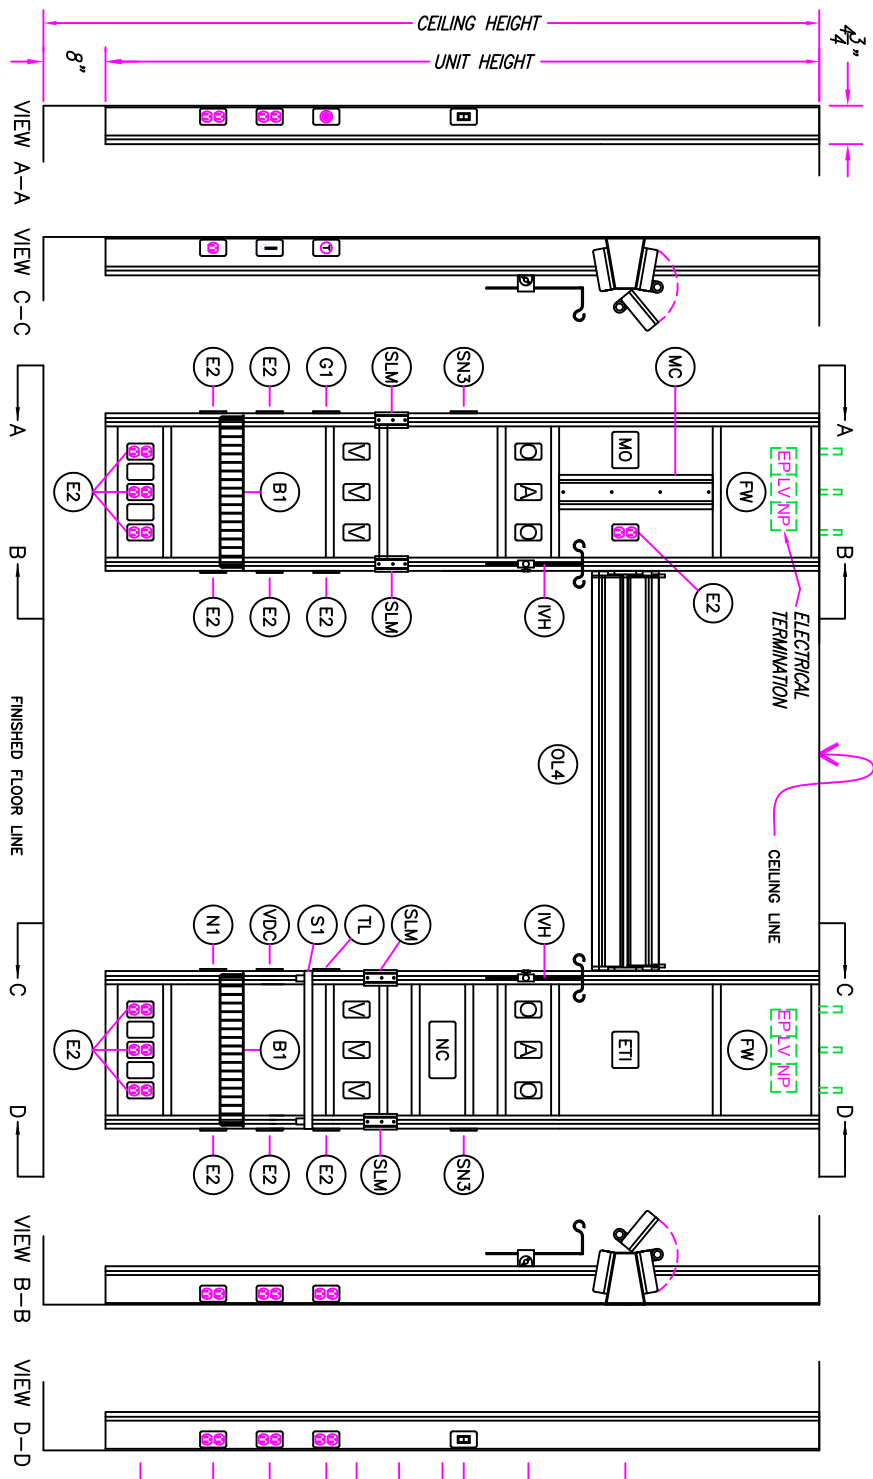 CEILING HEIGHT
UNIT HEIGHT
4 3/4"
8"
VIEW A-A
VIEW C-C
E2
E2
G1
SLM
SN3
MC
A
A
E2
B1
V
V
V
O
A
O
MO
FW
EP LV NP
B
B
E2
E2
E2
SLM
IVH
E2
ELECTRICAL
TERMINATION
OL4
FINISHED FLOOR LINE
CEILING LINE
N1
VDC
S1
TL
SLM
IVH
C
C
E2
B1
V
V
V
NC
O
A
O
ETI
FW
EP LV NP
D
D
E2
E2
E2
SLM
SN3
VIEW B-B
VIEW D-D
T